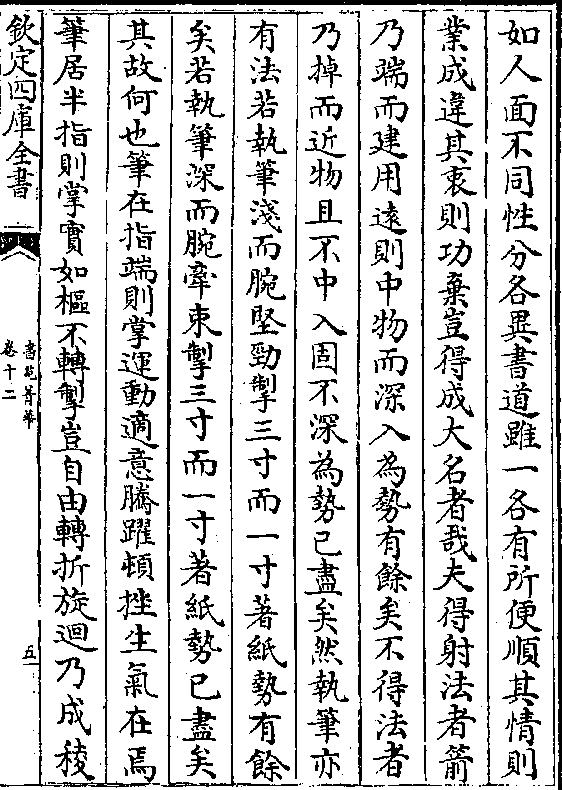 如人面不同性分各異書道雖一各有所便順其情則
業成違其衷則功棄豈得成大名者哉夫得射法者箭
乃端而建用遠則中物而深入為勢有餘矣不得法者
乃掉而近物且不中入固不深為勢已盡矣然執筆亦
有法若執筆淺而腕堅勁掣三寸而一寸著紙勢有餘
矣若執筆深而腕牽束掣三寸而一寸著紙勢已盡矣
其故何也筆在指端則掌運動適意騰躍頓挫生氣在焉
筆居半指則掌實如樞不轉掣豈自由轉折旋迴乃成稜
欽定四庫全書
書苑菁華
卷十二
五